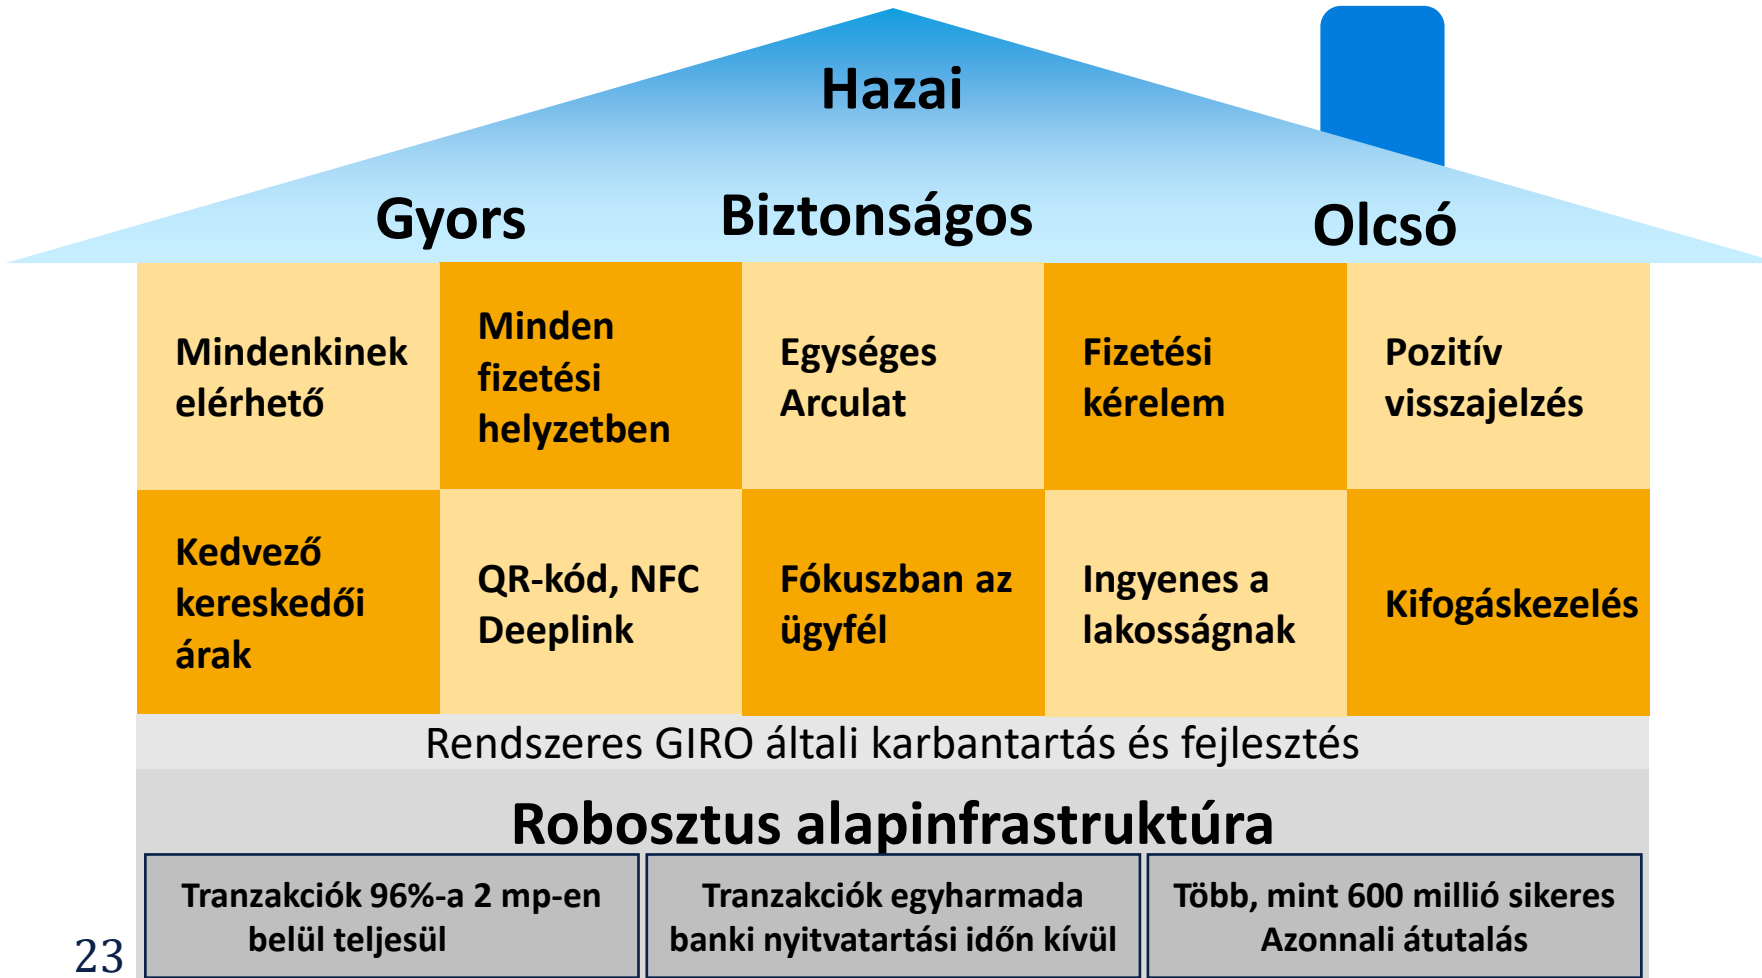 Hazai
Gyors
Biztonságos
Olcsó
Mindenkinek
elérhető
Minden
fizetési
helyzetben
Egységes
Arculat
Fizetési
kérelem
Pozitív
visszajelzés
Kedvező
kereskedői
árak
QR-kód, NFC
Deeplink
Fókuszban az
ügyfél
Ingyenes a
lakosságnak
Kifogáskezelés
Rendszeres GIRO általi karbantartás és fejlesztés
Robosztus alapinfrastruktúra
Tranzakciók 96%-a 2 mp-en
belül teljesül
Tranzakciók egyharmada
banki nyitvatartási időn kívül
Több, mint 600 millió sikeres
Azonnali átutalás
23